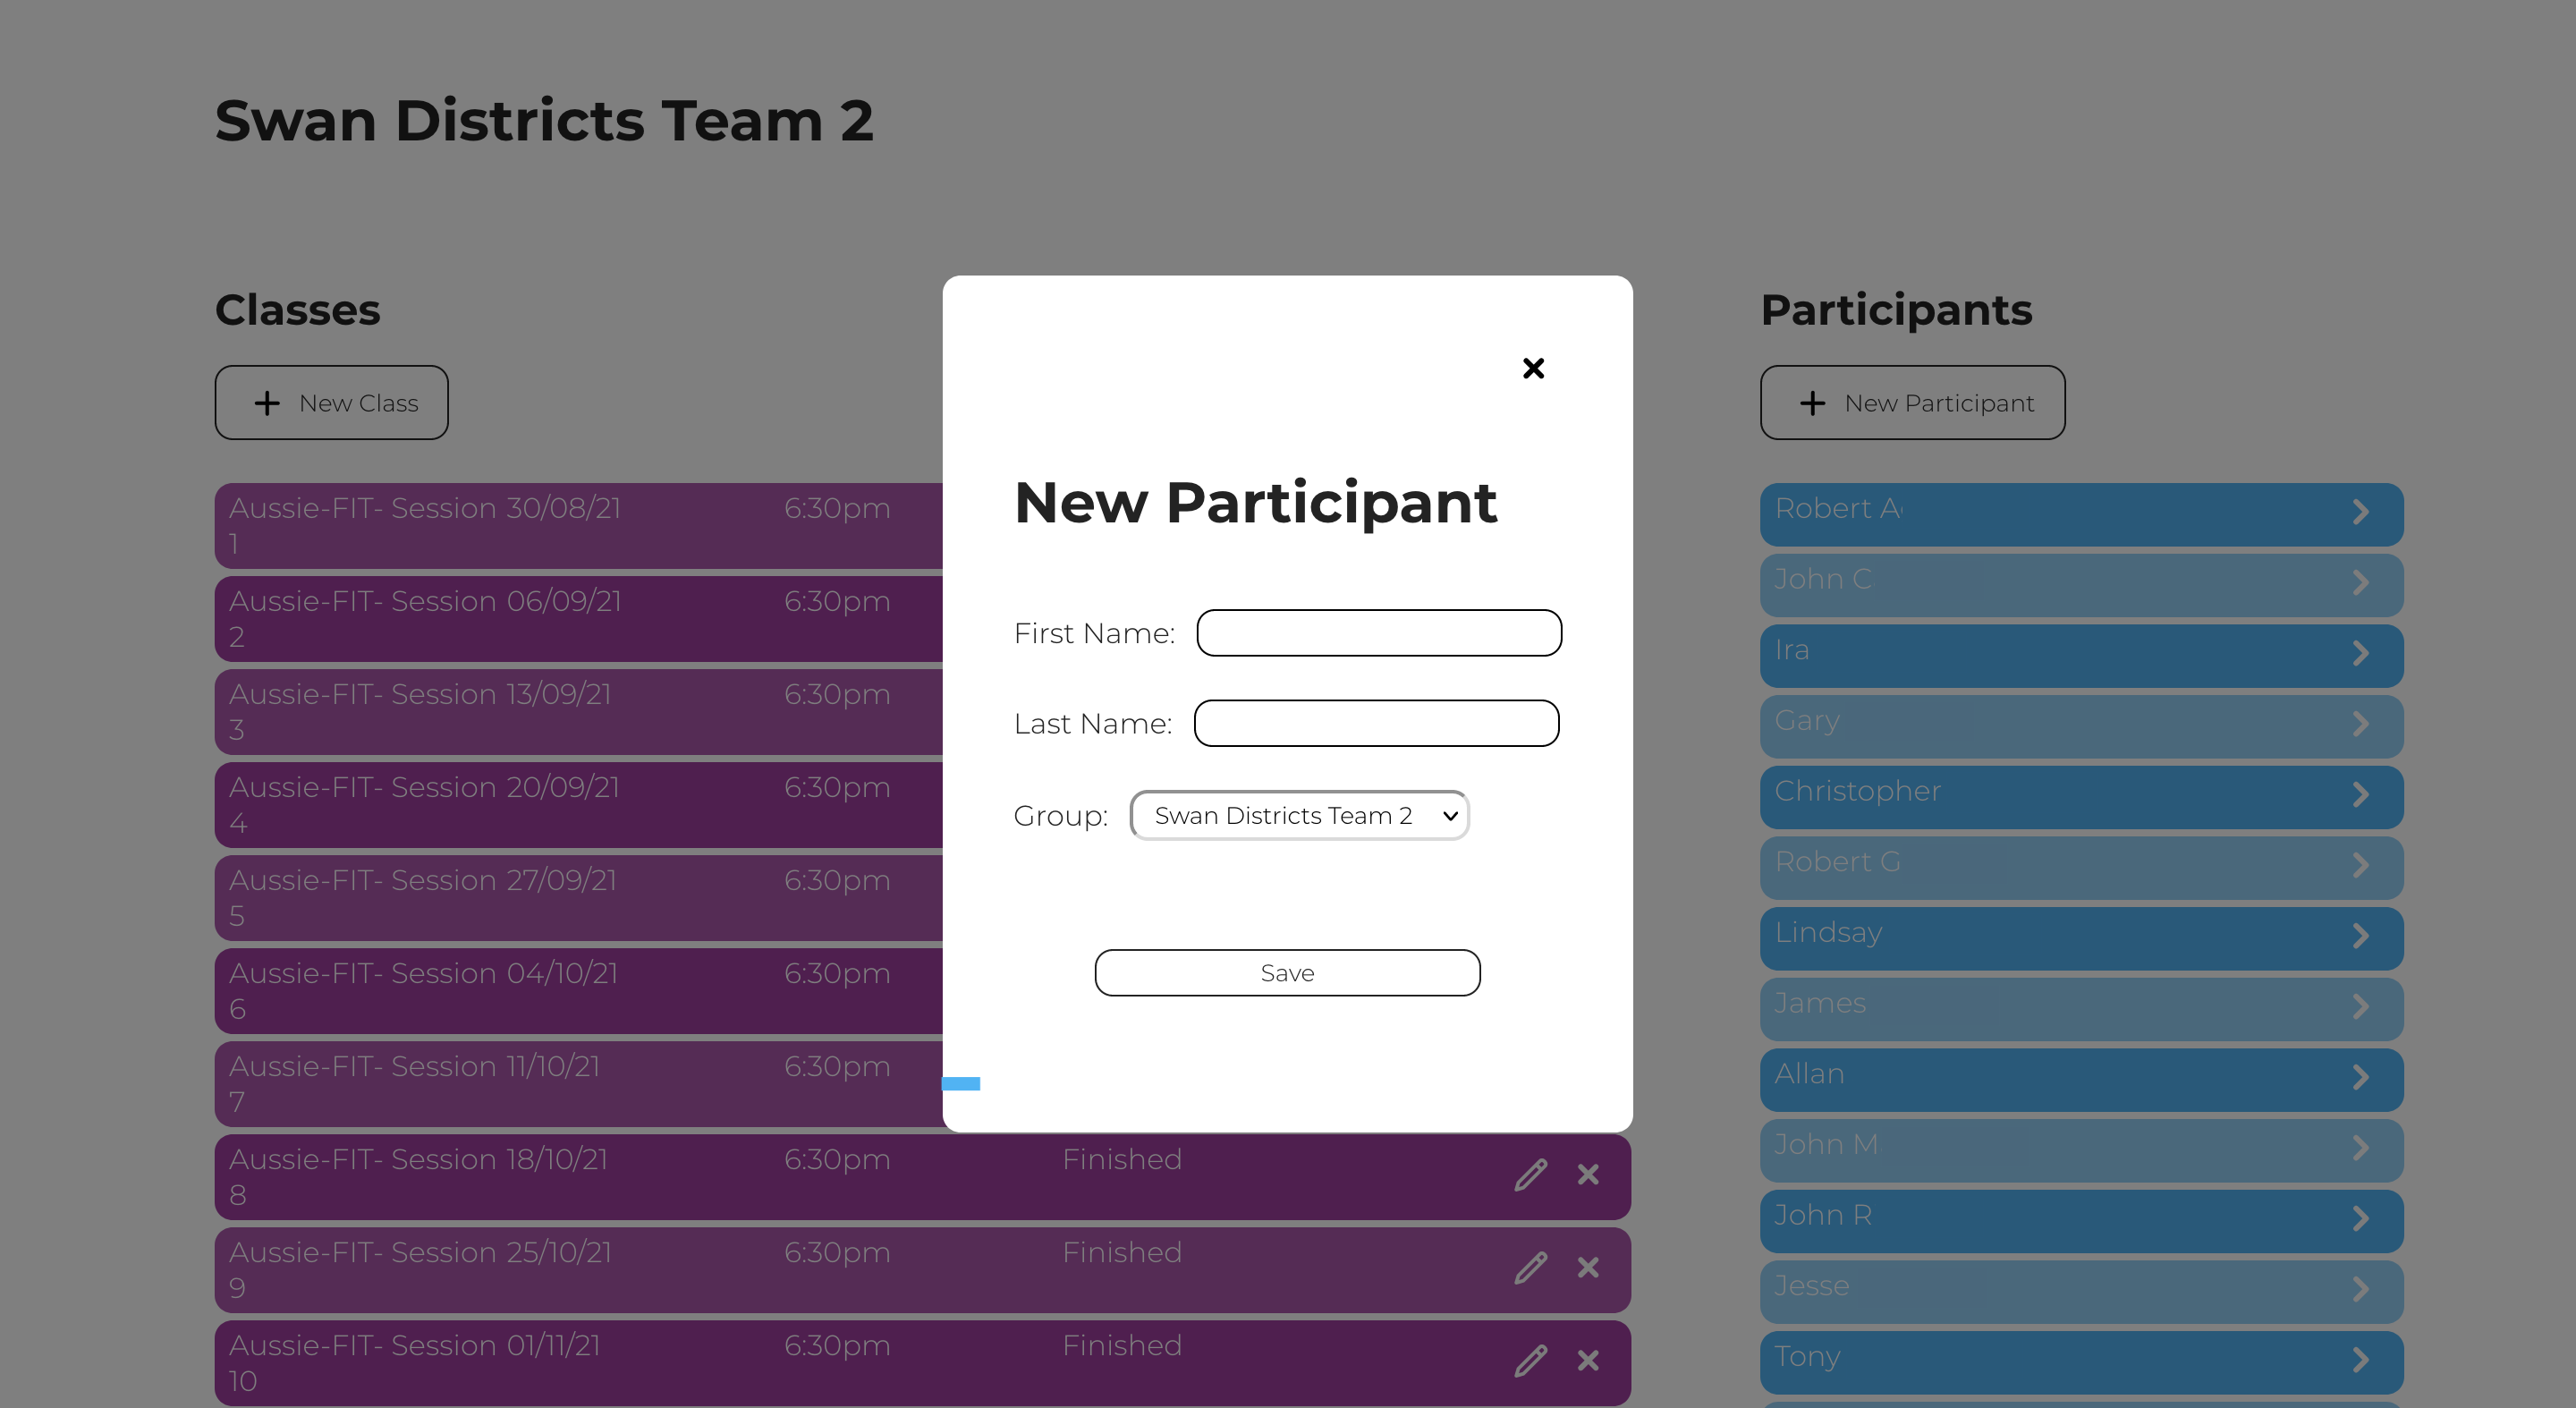 Swan Districts Team 2
Classes
New Class
Aussie-FIT- Session 1 30/08/21 6:30pm
Aussie-FIT- Session 2 06/09/21 6:30pm
Aussie-FIT- Session 3 13/09/21 6:30pm
Aussie-FIT- Session 4 20/09/21 6:30pm
Aussie-FIT- Session 5 27/09/21 6:30pm
Aussie-FIT- Session 6 04/10/21 6:30pm
Aussie-FIT- Session 7 11/10/21 6:30pm
Aussie-FIT- Session 8 18/10/21 6:30pm Finished
Aussie-FIT- Session 9 25/10/21 6:30pm Finished
Aussie-FIT- Session 10 01/11/21 6:30pm Finished
New Participant
First Name:
Last Name:
Group: Swan Districts Team 2
Save
Participants
New Participant
Robert A
John C
Ira
Gary
Christopher
Robert G
Lindsay
James
Allan
John M
John R
Jesse
Tony